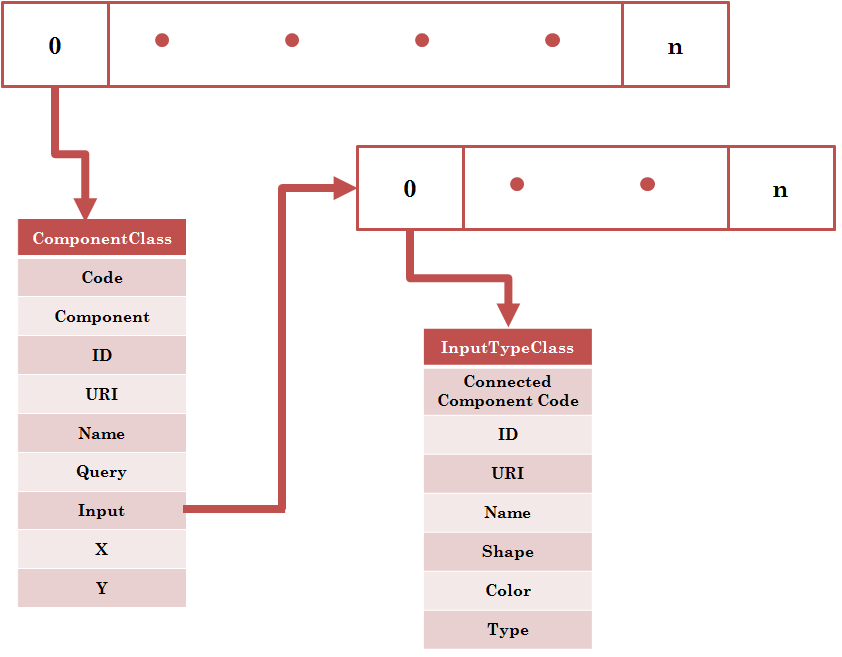 0
n
0
n
ComponentClass
Code
Component
ID
URI
Name
Query
Input
X
Y
InputTypeClass
Connected
Component Code
ID
URI
Name
Shape
Color
Type